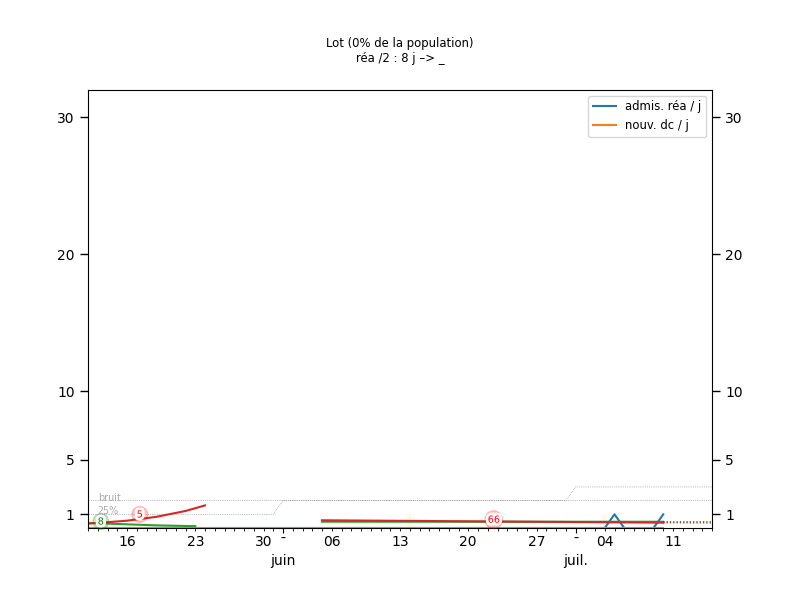 Lot (0% de la population)
réa /2 : 8 j –> _
admis. réa / j
nouv. dc / j
30 30
20 20
10 10
5 5
bruit
25%
1 1
8 5 66
16 23 30 - 06 13 20 27 - 04 11
juin juil.